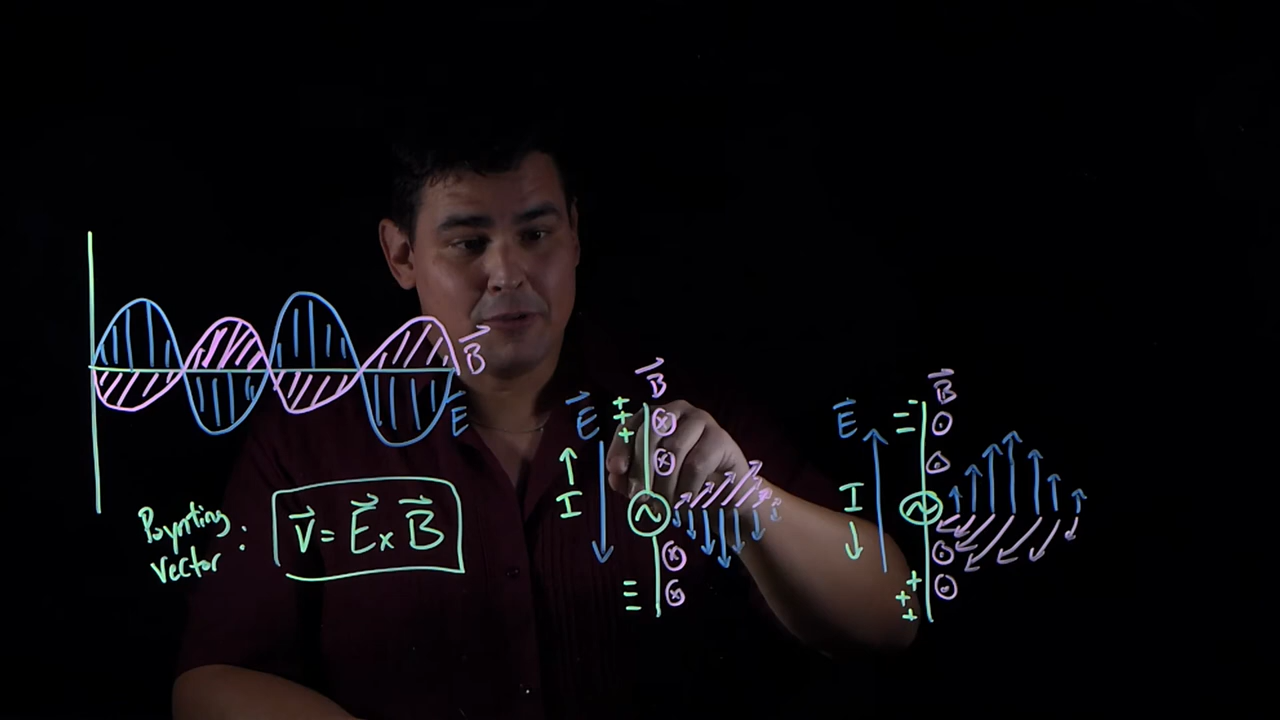 B⃗
E⃗
Poynting
Vector :
V⃗ = E⃗ x B⃗
B⃗
E⃗
+
+
+
I
~
=
B⃗
E⃗
=
I
~
+
+
+